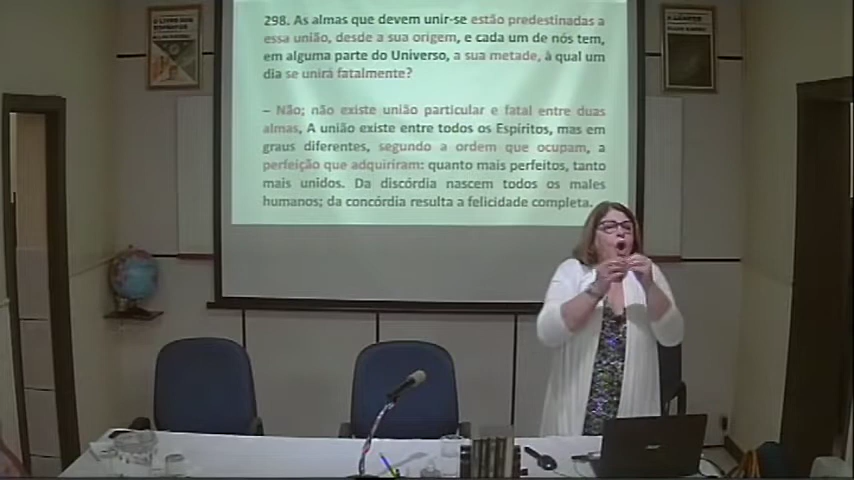 298. As almas que devem unir-se estão predestinadas a
essa união, desde a sua origem, e cada um de nós tem,
em alguma parte do Universo, a sua metade, à qual um
dia se unirá fatalmente?
– Não; não existe união particular e fatal entre duas
almas, A união existe entre todos os Espíritos, mas em
graus diferentes, segundo a ordem que ocupam, a
perfeição que adquiriram: quanto mais perfeitos, tanto
mais unidos. Da discórdia nascem todos os males
humanos; da concórdia resulta a felicidade completa.